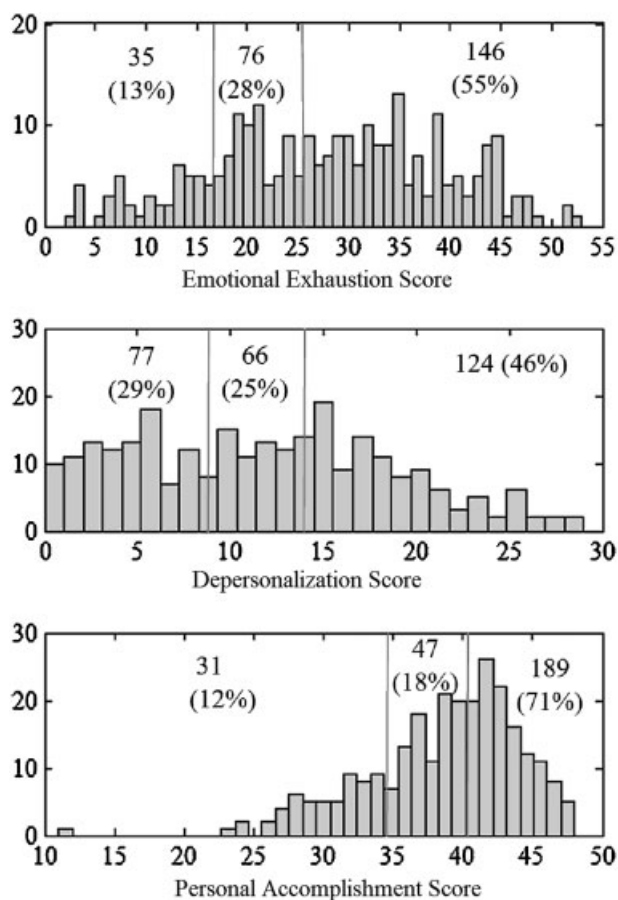 20
35 76 146
(13%) (28%) (55%)
10
0
0 5 10 15 20 25 30 35 40 45 50 55
Emotional Exhaustion Score
30
77 66 124 (46%)
(29%) (25%)
20
10
0
0 5 10 15 20 25 30
Depersonalization Score
30
31 47 189
(12%) (18%) (71%)
20
10
0
10 15 20 25 30 35 40 45 50
Personal Accomplishment Score